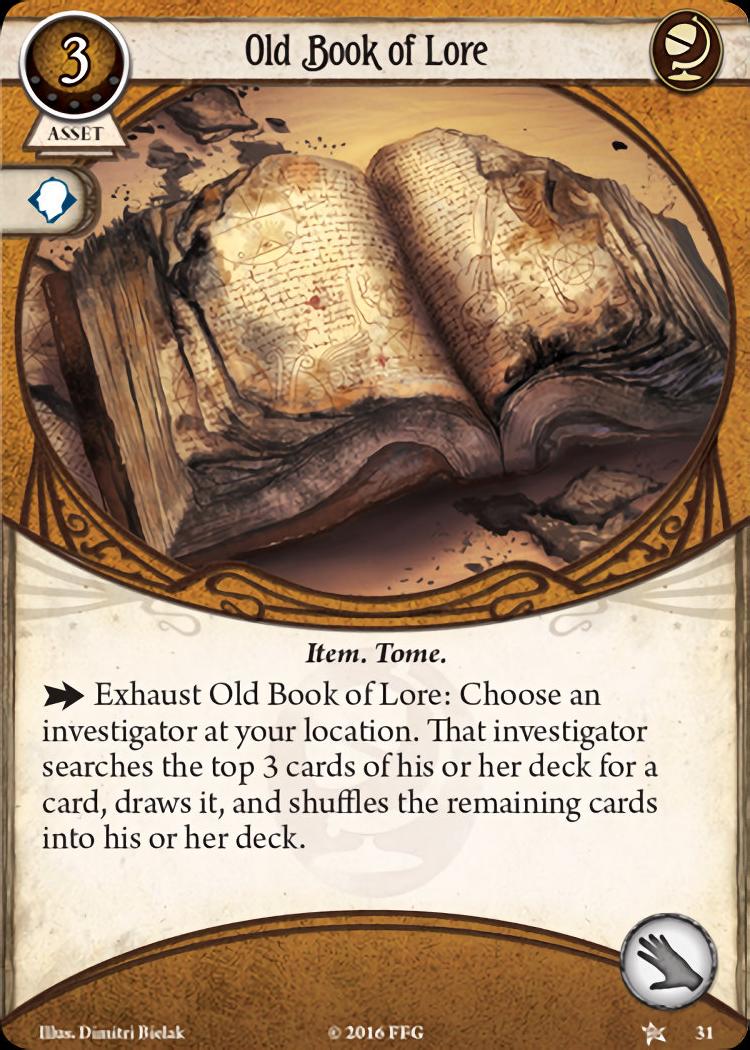 3
Old Book of Lore
ASSET
Item. Tome.
Exhaust Old Book of Lore: Choose an
investigator at your location. That investigator
searches the top 3 cards of his or her deck for a
card, draws it, and shuffles the remaining cards
into his or her deck.
Illus. Dimitri Bielak
© 2016 FFG
31